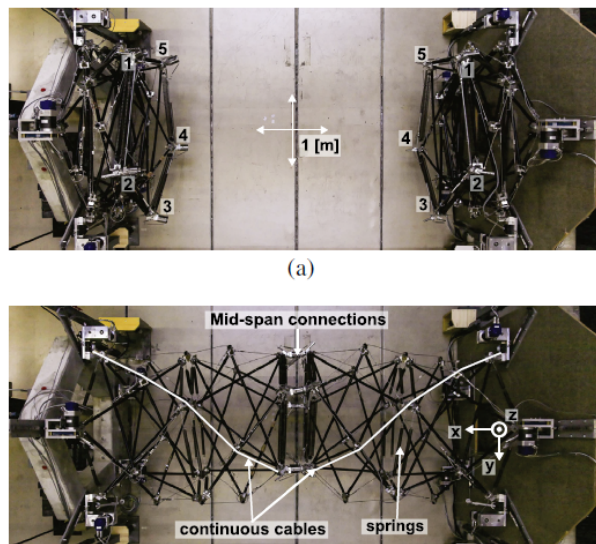 5
1
5
1
4
4
1 [m]
2
2
3
3
(a)
Mid-span connections
z
x
y
continuous cables
springs